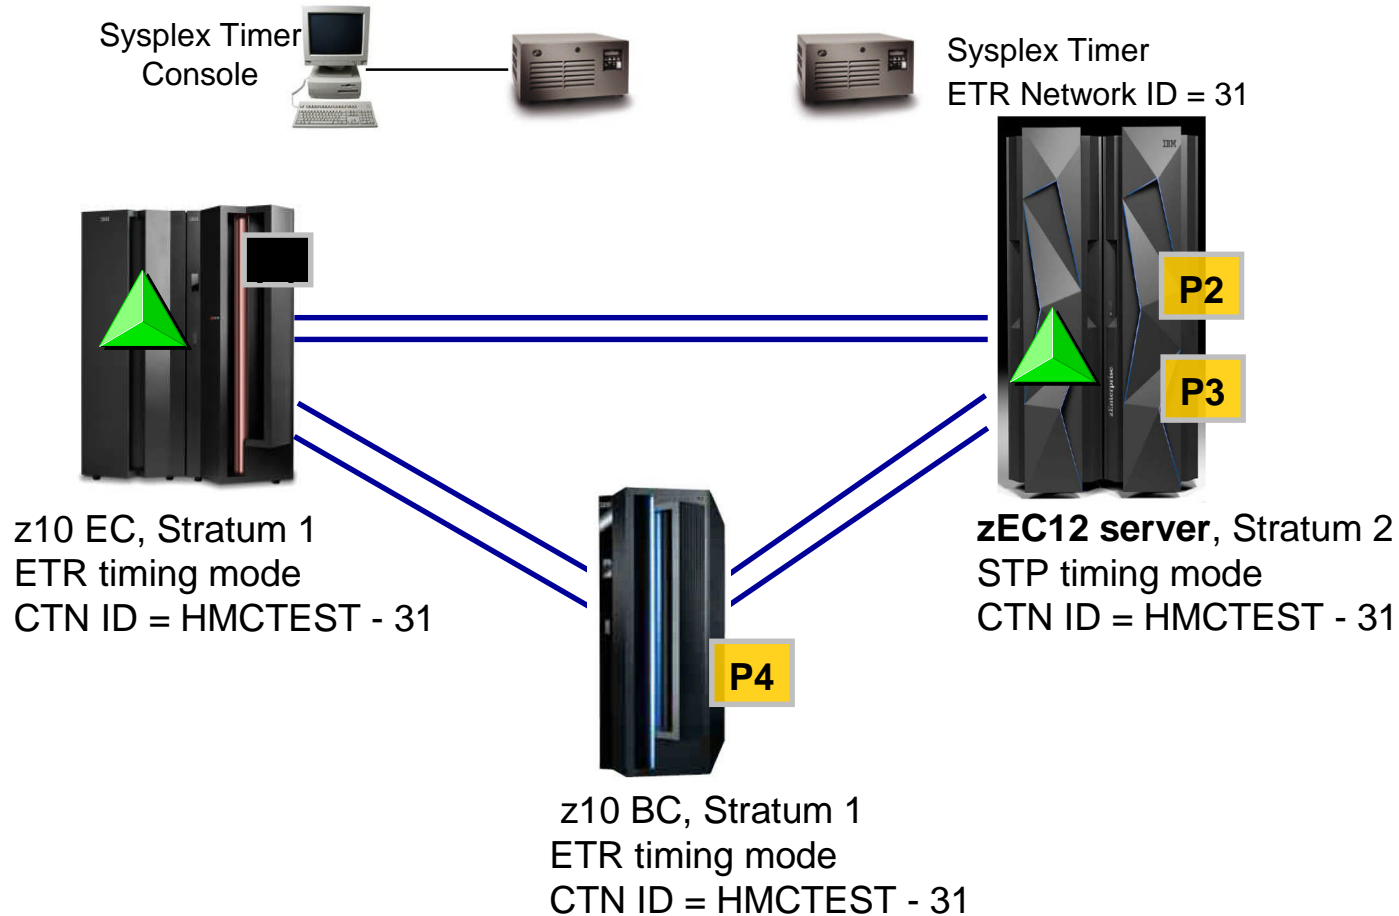 Sysplex Timer
Console
Sysplex Timer
ETR Network ID = 31
IBM
P2
P3
zEnterprise
z10 EC, Stratum 1
ETR timing mode
CTN ID = HMCTEST - 31
zEC12 server, Stratum 2
STP timing mode
CTN ID = HMCTEST - 31
P4
z10 BC, Stratum 1
ETR timing mode
CTN ID = HMCTEST - 31